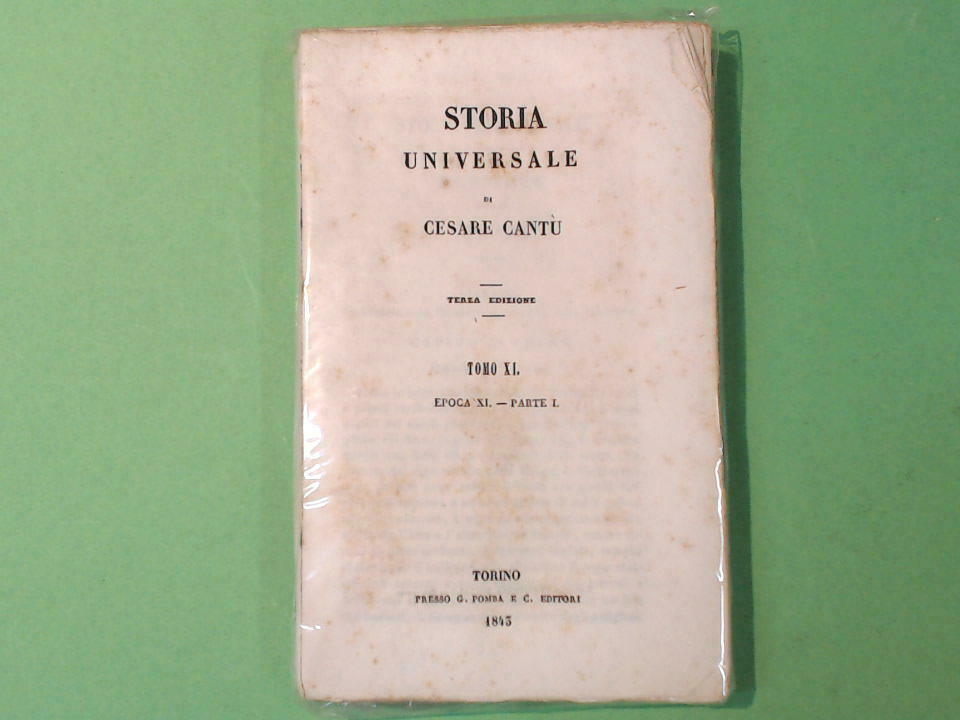 STORIA
UNIVERSALE
DI
CESARE CANTÙ
TERZA EDIZIONE
TOMO XI.
EPOCA XI. — PARTE I.
TORINO
PRESSO G. POMBA E C. EDITORI
1843